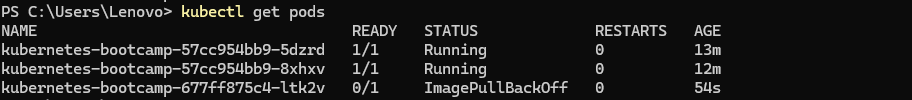 PS C:\Users\Lenovo> kubectl get pods
NAME READY STATUS RESTARTS AGE
kubernetes-bootcamp-57cc954bb9-5dzrd 1/1 Running 0 13m
kubernetes-bootcamp-57cc954bb9-8xhxv 1/1 Running 0 12m
kubernetes-bootcamp-677ff875c4-ltk2v 0/1 ImagePullBackOff 0 54s